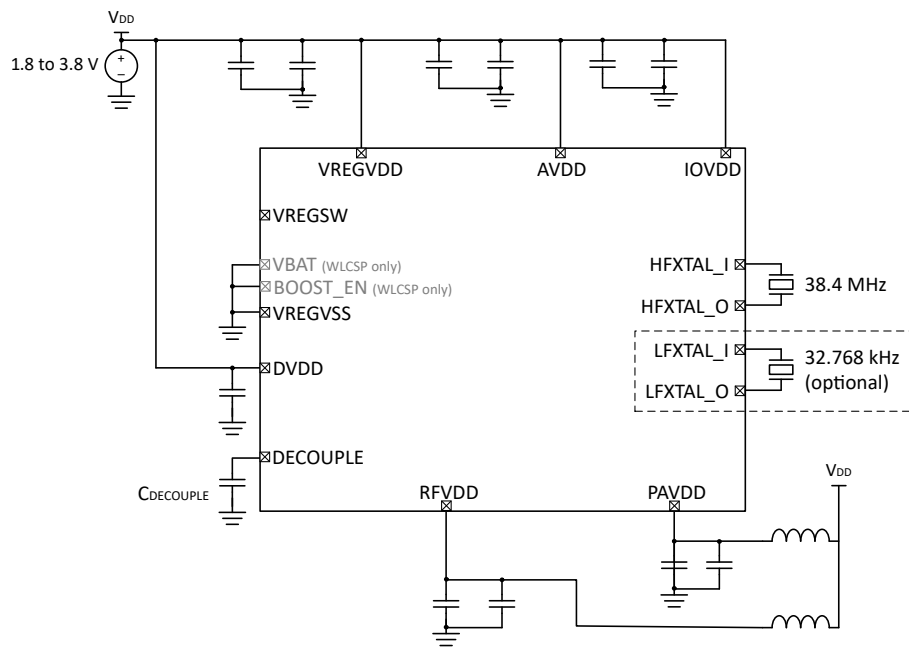 VDD
1.8 to 3.8 V
+
–
VREGVDD
AVDD
IOVDD
VREGSW
VBAT (WLCSP only)
BOOST_EN (WLCSP only)
VREGVSS
HFXTAL_I
38.4 MHz
HFXTAL_O
LFXTAL_I
32.768 kHz
(optional)
LFXTAL_O
DVDD
DECOUPLE
CDECOUPLE
RFVDD
PAVDD
VDD